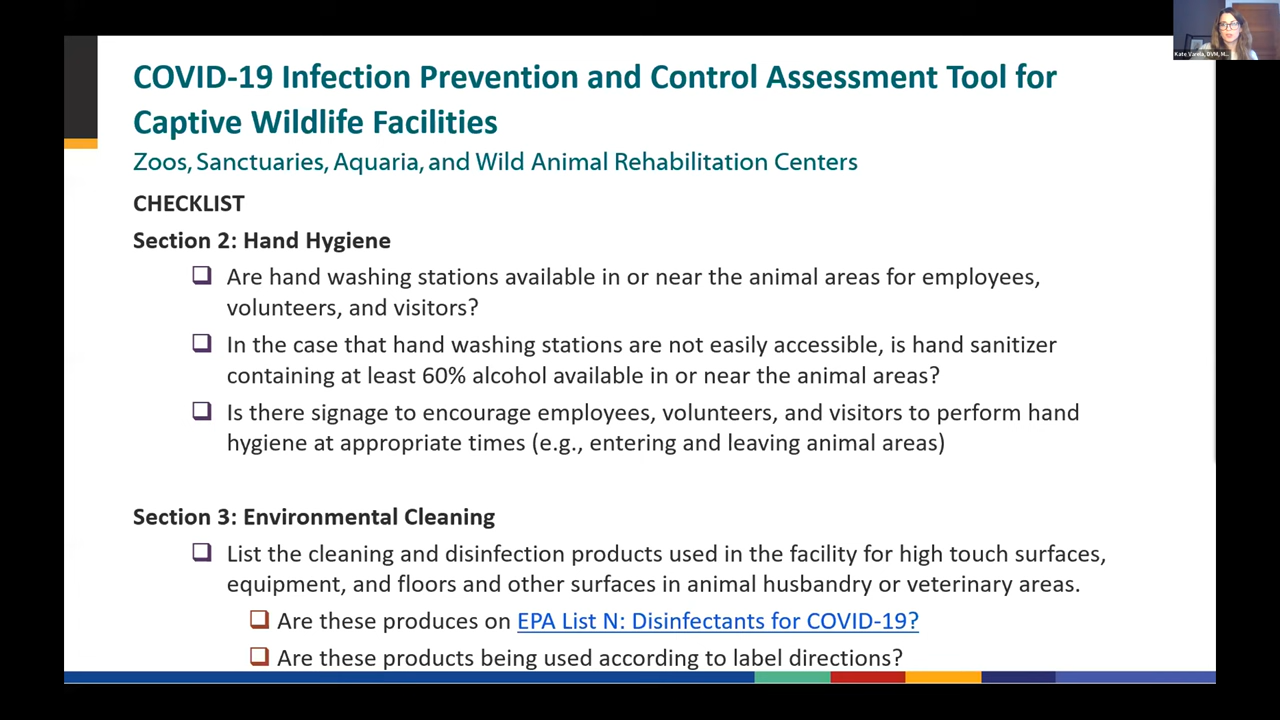 COVID-19 Infection Prevention and Control Assessment Tool for
Captive Wildlife Facilities
Zoos, Sanctuaries, Aquaria, and Wild Animal Rehabilitation Centers
CHECKLIST
Section 2: Hand Hygiene
Are hand washing stations available in or near the animal areas for employees,
volunteers, and visitors?
In the case that hand washing stations are not easily accessible, is hand sanitizer
containing at least 60% alcohol available in or near the animal areas?
Is there signage to encourage employees, volunteers, and visitors to perform hand
hygiene at appropriate times (e.g., entering and leaving animal areas)
Section 3: Environmental Cleaning
List the cleaning and disinfection products used in the facility for high touch surfaces,
equipment, and floors and other surfaces in animal husbandry or veterinary areas.
Are these produces on EPA List N: Disinfectants for COVID-19?
Are these products being used according to label directions?
Kate Varela, DVM, M...